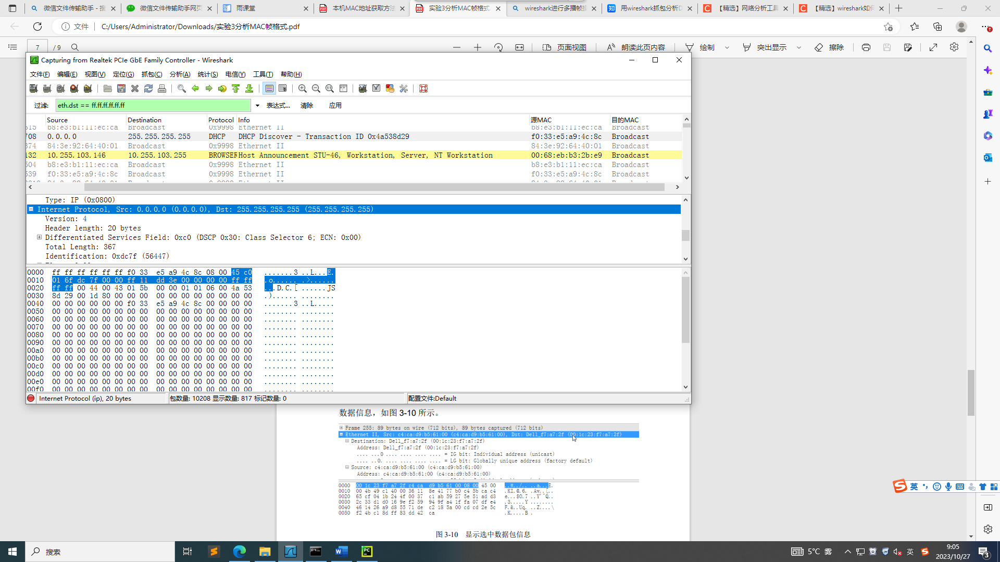 微信文件传输助手 - 搜
微信文件传输助手网页
雨课堂
本机MAC地址获取方法
实验3分析MAC帧格式
wireshark进行多播帧捕
用wireshark抓包分析D
【精选】网络分析工具
【精选】wireshark如何
文件
C:/Users/Administrator/Downloads/实验3分析MAC帧格式.pdf
7 / 9
页面视图
朗读此页内容
绘制
突出显示
擦除
Capturing from Realtek PCIe GbE Family Controller - Wireshark
文件(F) 编辑(E) 视图(V) 定位(G) 抓包(C) 分析(A) 统计(S) 电信(Y) 工具(T) 帮助(H)
过滤: eth.dst == ff.ff.ff.ff.ff.ff 表达式... 清除 应用
Source Destination Protocol Info 源MAC 目的MAC
515 b8:e3:b1:11:ec:ca Broadcast 0x9998 Ethernet II b8:e3:b1:11:ec:ca Broadcast
708 0.0.0.0 255.255.255.255 DHCP DHCP Discover - Transaction ID 0x4a538d29 f0:33:e5:a9:4c:8c Broadcast
374 84:3e:92:64:40:01 Broadcast 0x9998 Ethernet II 84:3e:92:64:40:01 Broadcast
132 10.255.103.146 10.255.103.255 BROWSER Host Announcement STU-46, Workstation, Server, NT Workstation 00:68:eb:b3:2b:e9 Broadcast
504 b8:e3:b1:11:ec:ca Broadcast 0x9998 Ethernet II b8:e3:b1:11:ec:ca Broadcast
539 f0:33:e5:a9:4c:8c Broadcast 0x9998 Ethernet II f0:33:e5:a9:4c:8c Broadcast
Type: IP (0x0800)
Internet Protocol, Src: 0.0.0.0 (0.0.0.0), Dst: 255.255.255.255 (255.255.255.255)
Version: 4
Header length: 20 bytes
Differentiated Services Field: 0xc0 (DSCP 0x30: Class Selector 6; ECN: 0x00)
Total Length: 367
Identification: 0xdc7f (56447)
0000 ff ff ff ff ff ff f0 33 e5 a9 4c 8c 08 00 45 c0 .......3 ..L...E.
0010 01 6f dc 7f 00 00 ff 11 dd 3e 00 00 00 00 ff ff .o...... .>......
0020 ff ff 00 44 00 43 01 5b 00 00 01 01 06 00 4a 53 ...D.C.[ ......JS
0030 8d 29 00 1d 80 00 00 00 00 00 00 00 00 00 00 00 .)...... ........
0040 00 00 00 00 00 00 f0 33 e5 a9 4c 8c 00 00 00 00 .......3 ..L.....
0050 00 00 00 00 00 00 00 00 00 00 00 00 00 00 00 00 ........ ........
0060 00 00 00 00 00 00 00 00 00 00 00 00 00 00 00 00 ........ ........
0070 00 00 00 00 00 00 00 00 00 00 00 00 00 00 00 00 ........ ........
0080 00 00 00 00 00 00 00 00 00 00 00 00 00 00 00 00 ........ ........
0090 00 00 00 00 00 00 00 00 00 00 00 00 00 00 00 00 ........ ........
00a0 00 00 00 00 00 00 00 00 00 00 00 00 00 00 00 00 ........ ........
00b0 00 00 00 00 00 00 00 00 00 00 00 00 00 00 00 00 ........ ........
00c0 00 00 00 00 00 00 00 00 00 00 00 00 00 00 00 00 ........ ........
00d0 00 00 00 00 00 00 00 00 00 00 00 00 00 00 00 00 ........ ........
00e0 00 00 00 00 00 00 00 00 00 00 00 00 00 00 00 00 ........ ........
00f0 00 00 00 00 00 00 00 00 00 00 00 00 00 00 00 00 ........ ........
Internet Protocol (ip), 20 bytes 包数量: 10208 显示数量: 817 标记数量: 0 配置文件:Default
数据信息，如图 3-10 所示。
Frame 255: 89 bytes on wire (712 bits), 89 bytes captured (712 bits)
Ethernet II, Src: c4:ca:d9:b5:61:00 (c4:ca:d9:b5:61:00), Dst: Dell_f7:a7:2f (00:1c:23:f7:a7:2f)
Destination: Dell_f7:a7:2f (00:1c:23:f7:a7:2f)
Address: Dell_f7:a7:2f (00:1c:23:f7:a7:2f)
.... ...0 .... .... .... .... = IG bit: Individual address (unicast)
.... ..0. .... .... .... .... = LG bit: Globally unique address (factory default)
Source: c4:ca:d9:b5:61:00 (c4:ca:d9:b5:61:00)
Address: c4:ca:d9:b5:61:00 (c4:ca:d9:b5:61:00)
0000 00 1c 23 f7 a7 2f c4 ca d9 b5 61 00 08 00 45 00 ..#../.. ..a...E.
0010 00 4b 49 c1 40 00 36 11 8e 41 77 b0 c4 5b ca c4 .KI.@.6. .Aw..[..
0020 65 cf 04 1b 24 4f 00 37 c1 ab 59 27 5e 51 ad d3 e...$O.7 ..Y'^Q..
0030 2c 33 d1 d0 16 9e f2 59 94 9f a4 1f fa 07 df e4 ,3.....Y ........
0040 46 14 26 a9 d8 55 71 de c2 18 5a 00 cd cd 2e 5c F.&..Uq. ..Z....\
0050 f2 4b c1 8d ff 83 dd 42 ca .K.....B .
图 3-10 显示选中数据包信息
英
搜索
5°C 雾
英
9:05
2023/10/27
3